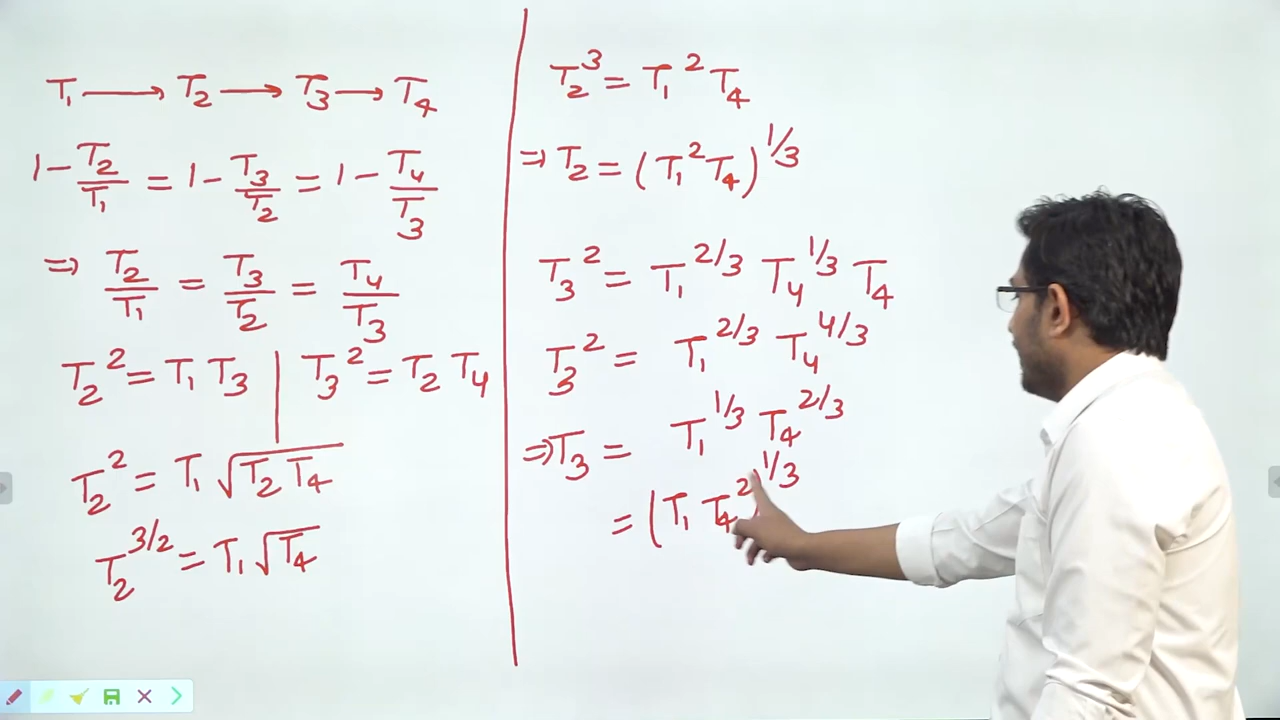 T₁ → T₂ → T₃ → T₄
1 - T₂/T₁ = 1 - T₃/T₂ = 1 - T₄/T₃
⇒ T₂/T₁ = T₃/T₂ = T₄/T₃
T₂² = T₁ T₃ | T₃² = T₂ T₄
T₂² = T₁ √(T₂ T₄)
T₂^3/2 = T₁ √T₄
T₂³ = T₁² T₄
⇒ T₂ = (T₁² T₄)^1/3
T₃² = T₁^2/3 T₄^1/3 T₄
T₃² = T₁^2/3 T₄^4/3
⇒ T₃ = T₁^1/3 T₄^2/3
= (T₁ T₄²)^1/3